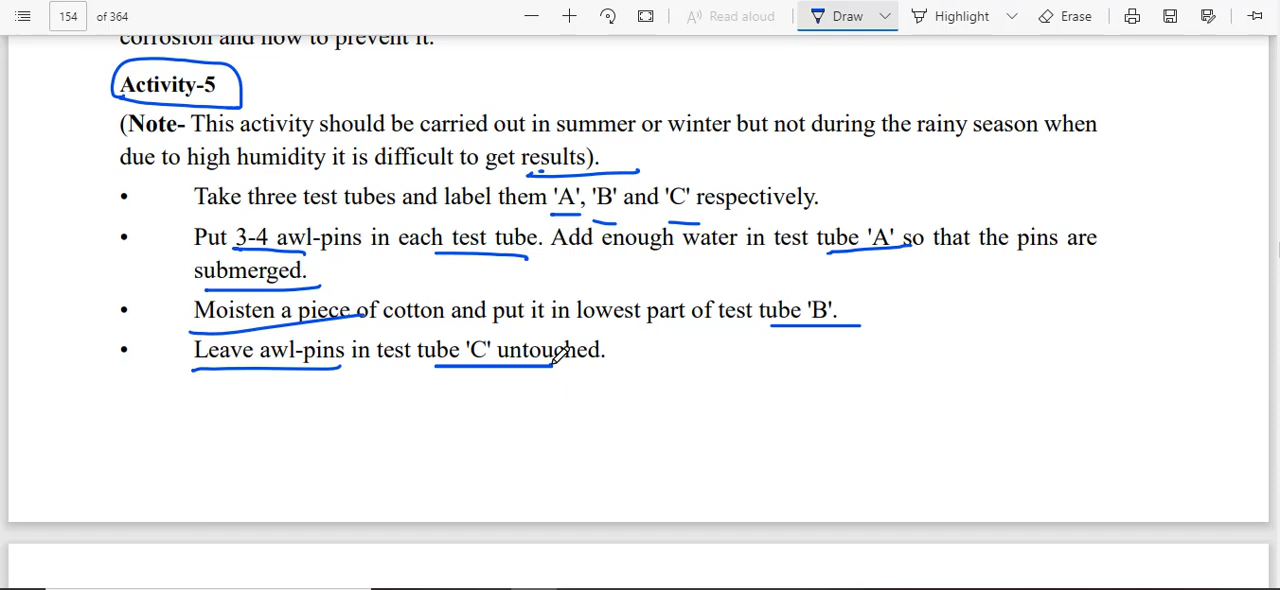 154 of 364 Read aloud Draw Highlight Erase
corrosion and how to prevent it.
Activity-5
(Note- This activity should be carried out in summer or winter but not during the rainy season when
due to high humidity it is difficult to get results).
• Take three test tubes and label them 'A', 'B' and 'C' respectively.
• Put 3-4 awl-pins in each test tube. Add enough water in test tube 'A' so that the pins are
submerged.
• Moisten a piece of cotton and put it in lowest part of test tube 'B'.
• Leave awl-pins in test tube 'C' untouched.